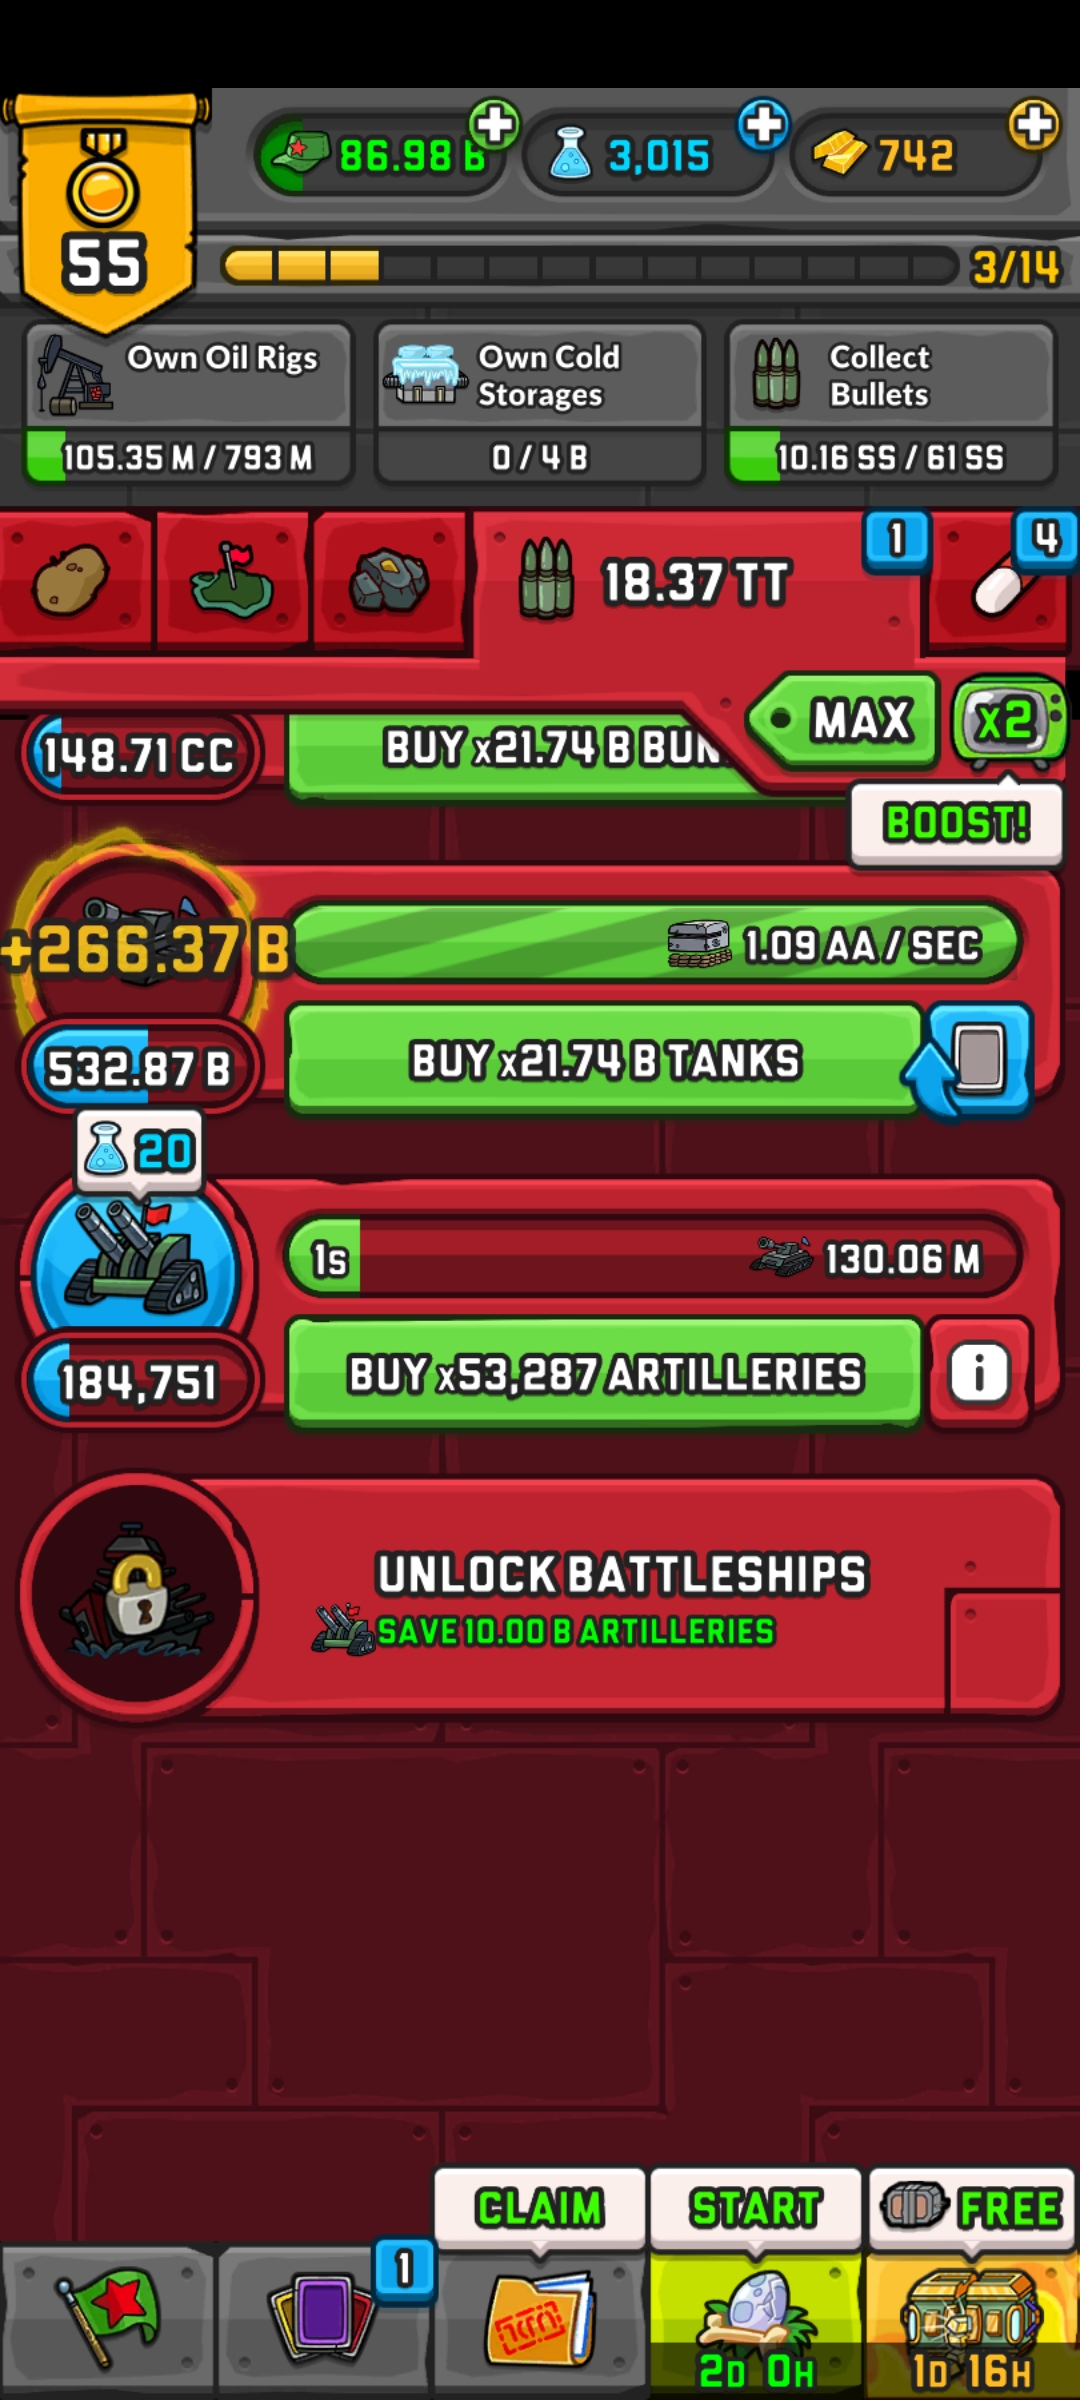 55
86.98 B
3,015
742
3/14
Own Oil Rigs
105.35 M / 793 M
Own Cold
Storages
0 / 4 B
Collect
Bullets
10.16 SS / 61 SS
18.37 TT
1
4
MAX
x2
BOOST!
148.71 CC
BUY x21.74 B BUN
+266.37 B
1.09 AA / SEC
532.87 B
BUY x21.74 B TANKS
20
1s
130.06 M
184,751
BUY x53,287 ARTILLERIES
i
UNLOCK BATTLESHIPS
SAVE 10.00 B ARTILLERIES
CLAIM
START
FREE
1
2D 0H
1D 16H